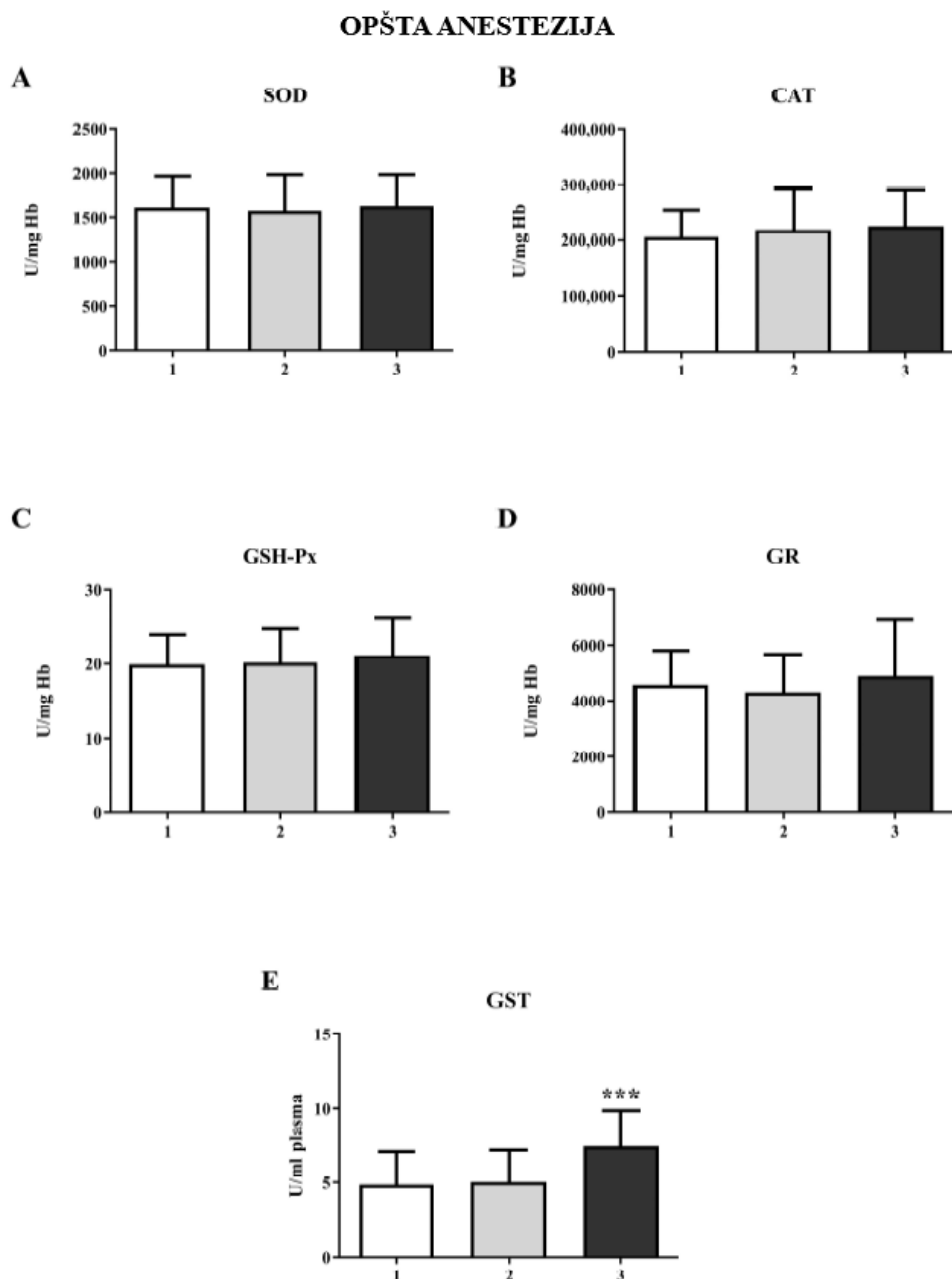 OPŠTA ANESTEZIJA
A
SOD
U/mg Hb
2500
2000
1500
1000
500
0
1 2 3
B
CAT
U/mg Hb
400,000
300,000
200,000
100,000
0
1 2 3
C
GSH-Px
U/mg Hb
30
20
10
0
1 2 3
D
GR
U/mg Hb
8000
6000
4000
2000
0
1 2 3
E
GST
U/ml plasma
15
10
5
0
***
1 2 3